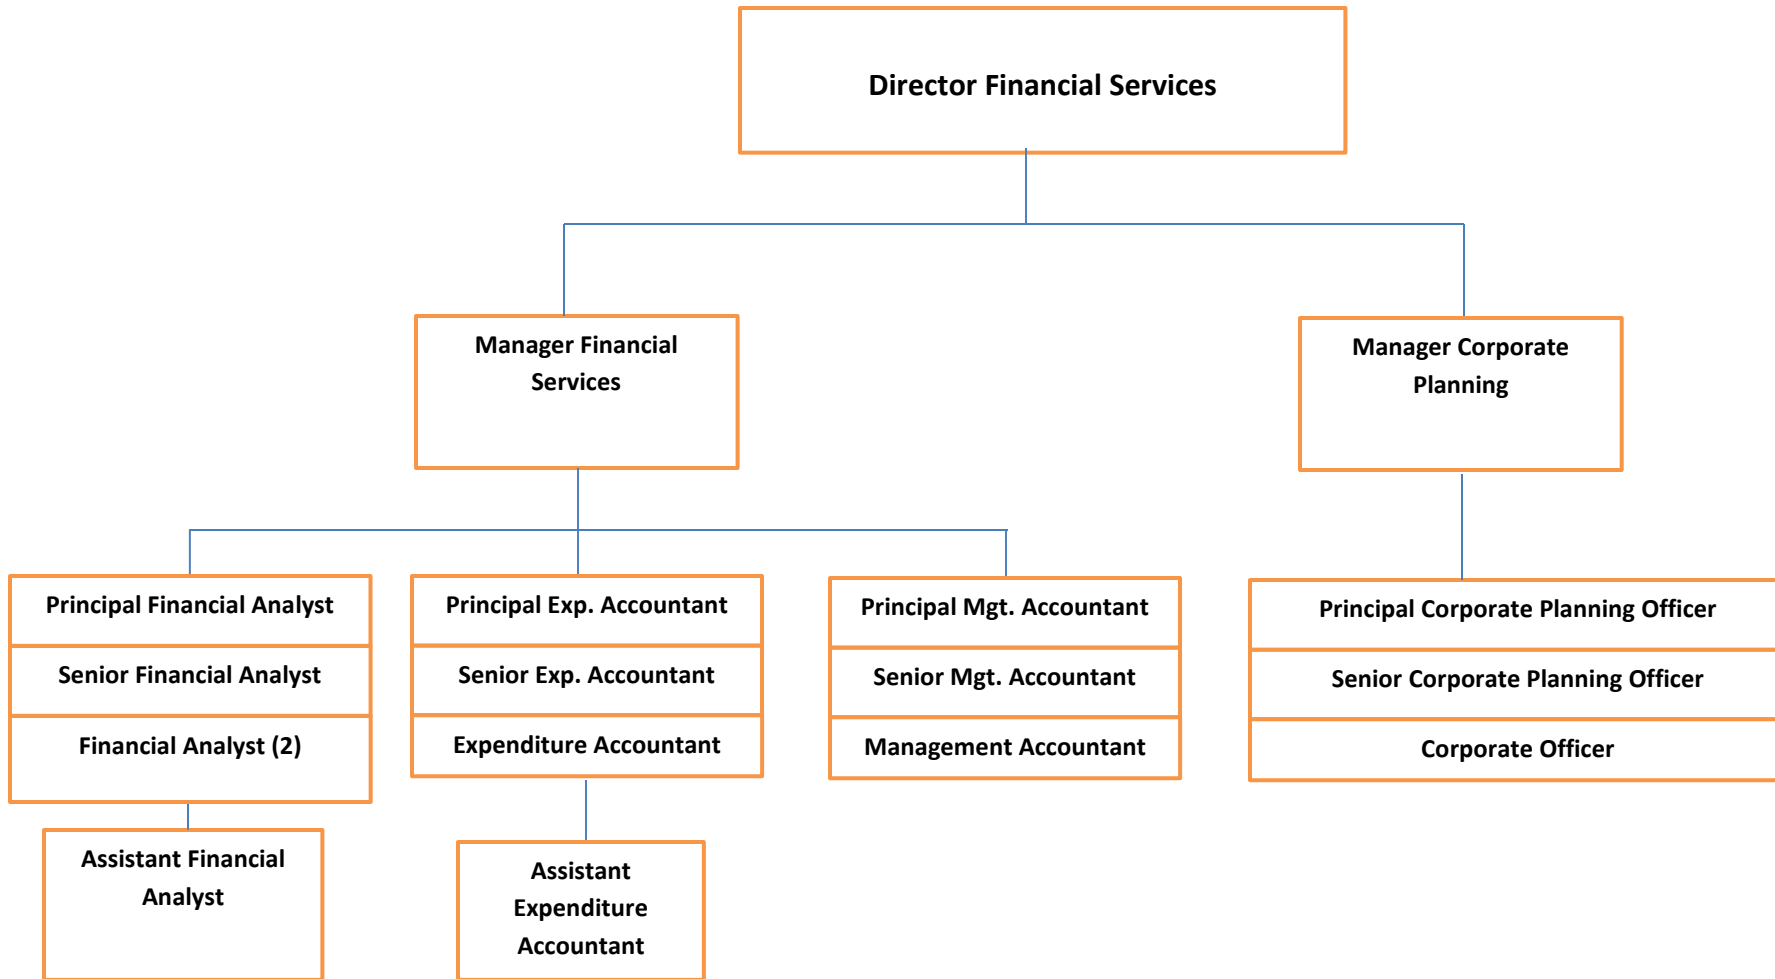 Director Financial Services
Manager Financial
Services
Manager Corporate
Planning
Principal Financial Analyst
Senior Financial Analyst
Financial Analyst (2)
Principal Exp. Accountant
Senior Exp. Accountant
Expenditure Accountant
Principal Mgt. Accountant
Senior Mgt. Accountant
Management Accountant
Principal Corporate Planning Officer
Senior Corporate Planning Officer
Corporate Officer
Assistant Financial
Analyst
Assistant
Expenditure
Accountant